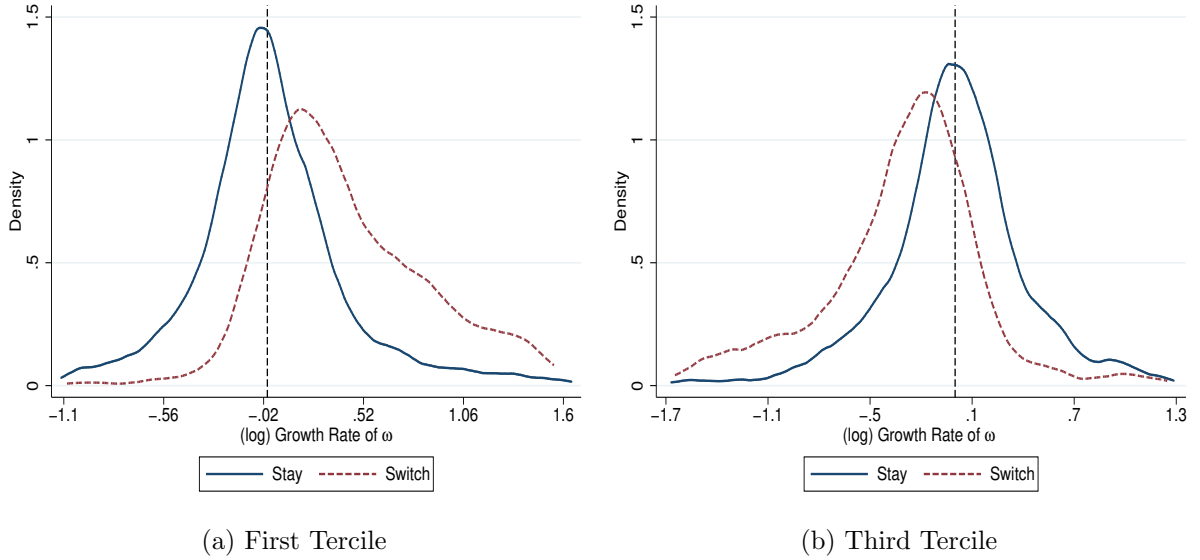 1.5
1
.5
0
Density
-1.1 -.56 -.02 .52 1.06 1.6
(log) Growth Rate of ω
Stay Switch
(a) First Tercile
1.5
1
.5
0
Density
-1.7 -1.1 -.5 .1 .7 1.3
(log) Growth Rate of ω
Stay Switch
(b) Third Tercile